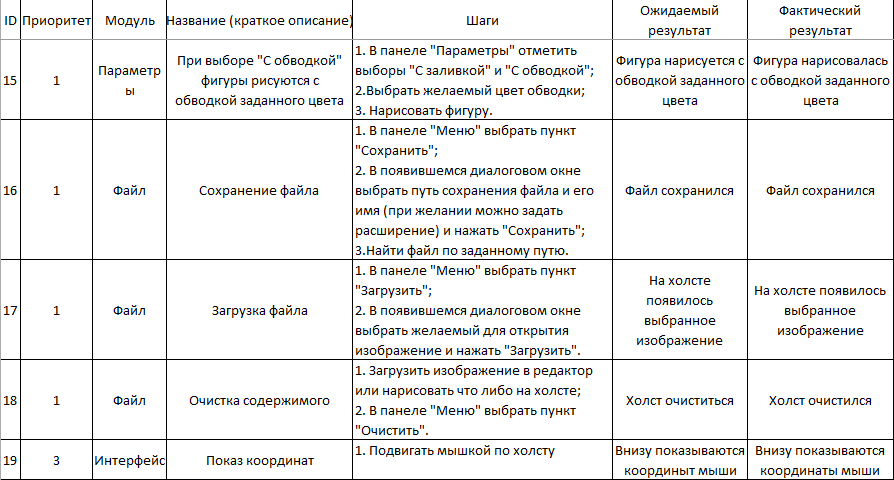 ID
Приоритет
Модуль
Название (краткое описание)
Шаги
Ожидаемый
результат
Фактический
результат
15
1
Параметр
ы
При выборе "С обводкой"
фигуры рисуются с
обводкой заданного цвета
1. В панеле "Параметры" отметить
выборы "С заливкой" и "С обводкой";
2.Выбрать желаемый цвет обводки;
3. Нарисовать фигуру.
Фигура нарисуется с
обводкой заданного
цвета
Фигура нарисовалась
с обводкой заданного
цвета
16
1
Файл
Сохранение файла
1. В панеле "Меню" выбрать пункт
"Сохранить";
2. В появившемся диалоговом окне
выбрать путь сохранения файла и его
имя (при желании можно задать
расширение) и нажать "Сохранить";
3.Найти файл по заданному путю.
Файл сохранился
Файл сохранился
17
1
Файл
Загрузка файла
1. В панеле "Меню" выбрать пункт
"Загрузить";
2. В появившемся диалоговом окне
выбрать желаемый для открытия
изображение и нажать "Загрузить".
На холсте
появилось
выбранное
изображение
На холсте появилось
выбранное
изображение
18
1
Файл
Очистка содержимого
1. Загрузить изображение в редактор
или нарисовать что либо на холсте;
2. В панеле "Меню" выбрать пункт
"Очистить".
Холст очиститься
Холст очистился
19
3
Интерфейс
Показ координат
1. Подвигать мышкой по холсту
Внизу показываются
координыт мыши
Внизу показываются
координаты мыши